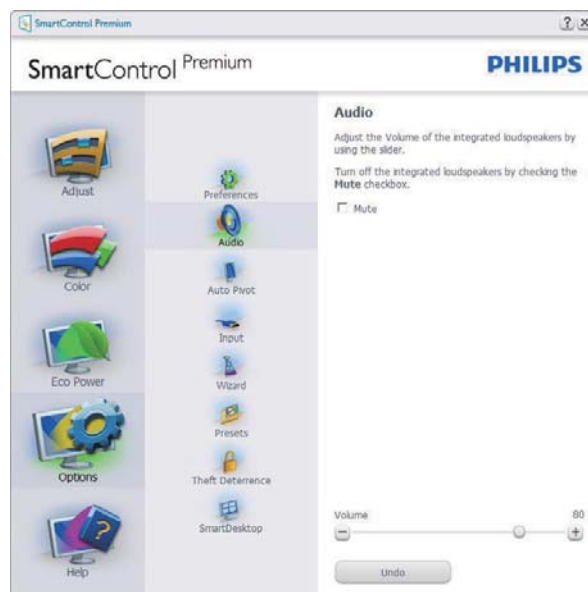 SmartControl Premium
SmartControl Premium
PHILIPS
Adjust
Color
Eco Power
Options
Help
Preferences
Audio
Auto Pivot
Input
Wizard
Presets
Theft Deterrence
SmartDesktop
Audio
Adjust the Volume of the integrated loudspeakers by
using the slider.
Turn off the integrated loudspeakers by checking the
Mute checkbox.
Mute
Volume 80
Undo